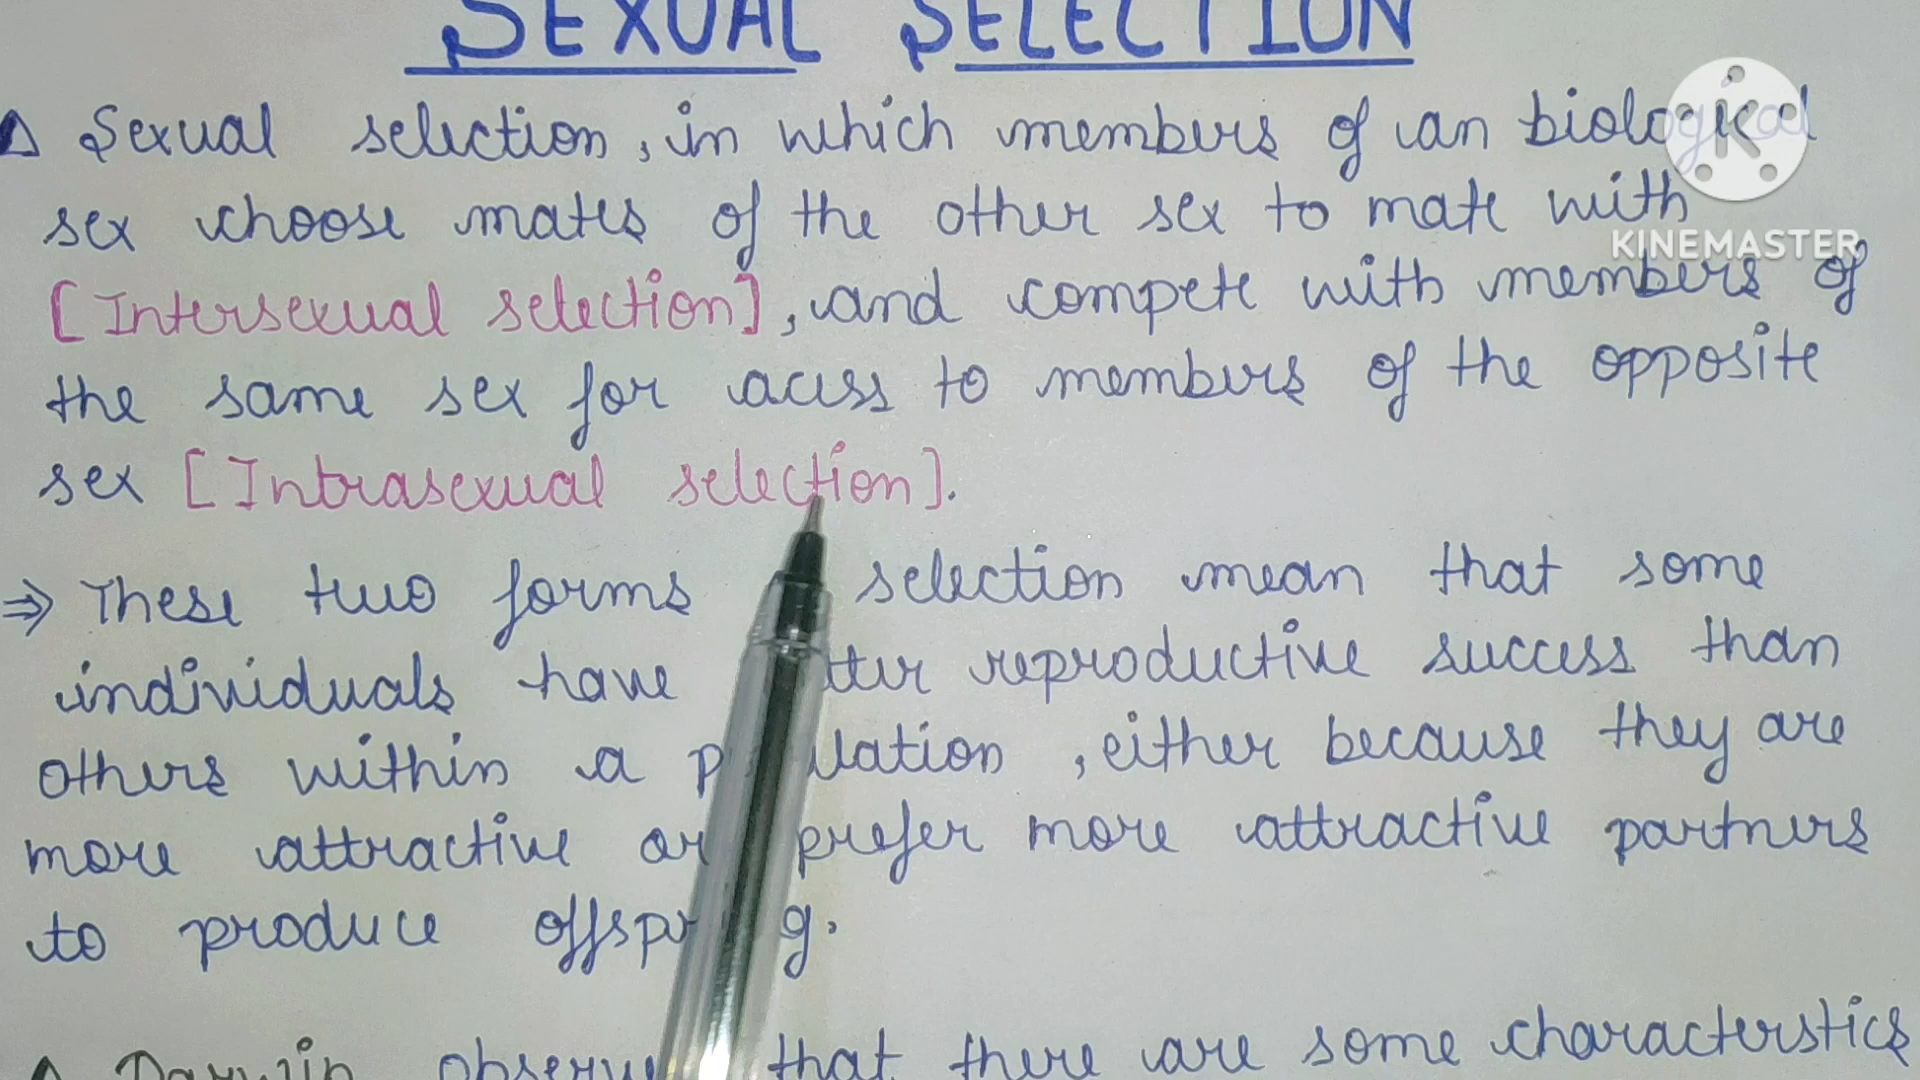 SEXUAL SELECTION
Sexual selection, in which members of an biological
sex choose mates of the other sex to mate with
KINEMASTER
[Intersexual selection], and compete with members of
the same sex for access to members of the opposite
sex [Intrasexual selection].
⇒ These two forms selection mean that some
individuals have reproductive success than
others within a , either because they are
more attractive or prefer more attractive partners
to produce
Darwin that there are some characterstics